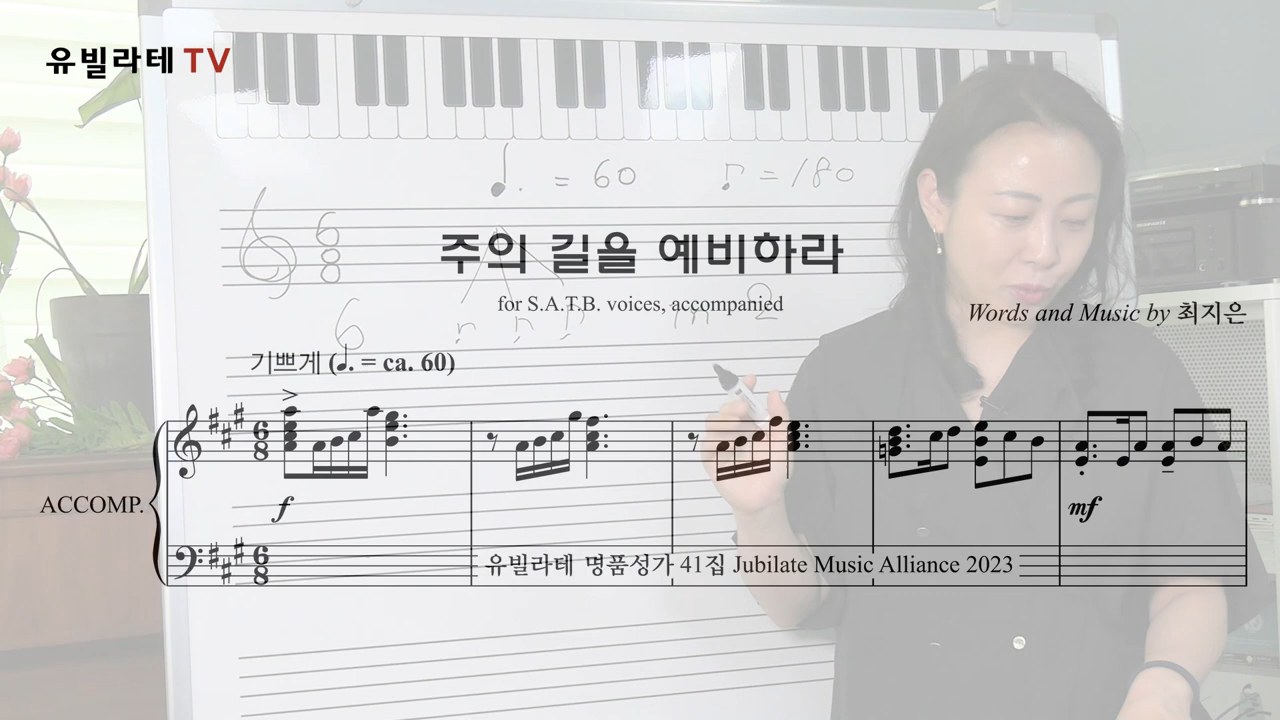 유빌라테 TV
♩. = 60
♪ = 180
6
8
주의 길을 예비하라
for S.A.T.B. voices, accompanied
Words and Music by 최지은
6
2
기쁘게 (♩. = ca. 60)
6
8
ACCOMP.
f
mf
6
8
유빌라테 명품성가 41집 Jubilate Music Alliance 2023